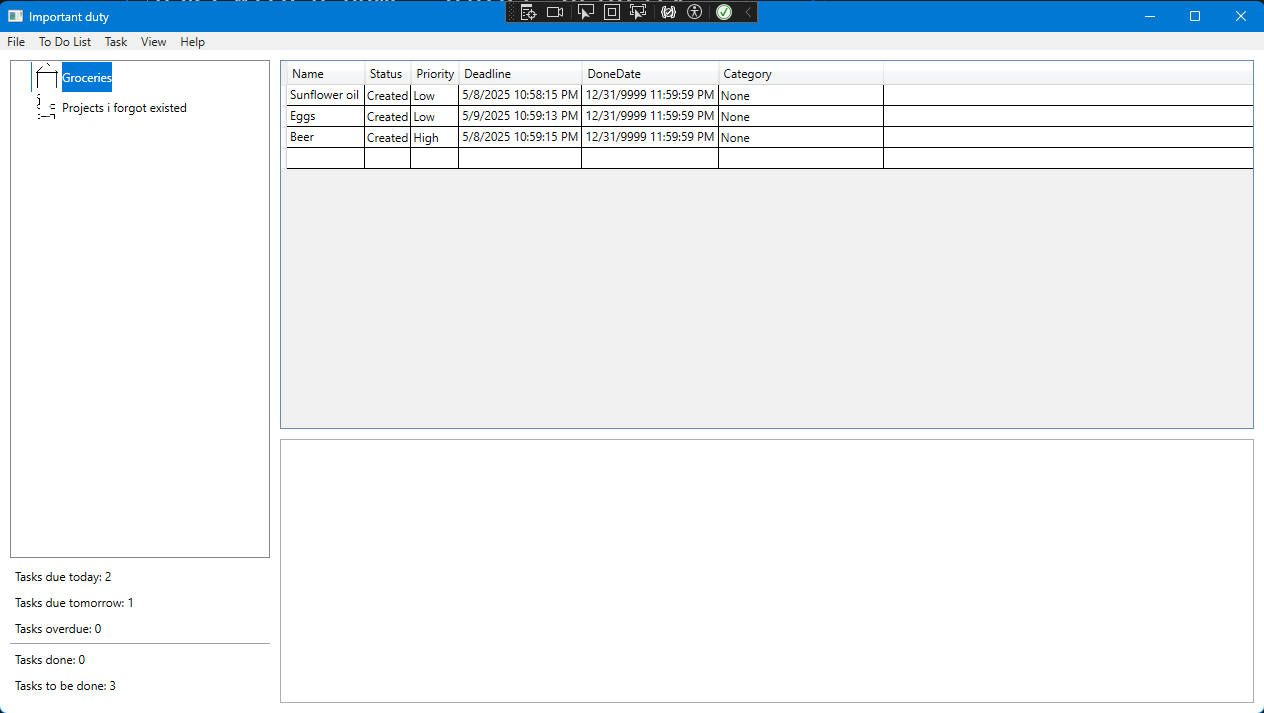 Important duty
File To Do List Task View Help
Groceries
Projects i forgot existed
Name Status Priority Deadline DoneDate Category
Sunflower oil Created Low 5/8/2025 10:58:15 PM 12/31/9999 11:59:59 PM None
Eggs Created Low 5/9/2025 10:59:13 PM 12/31/9999 11:59:59 PM None
Beer Created High 5/8/2025 10:59:15 PM 12/31/9999 11:59:59 PM None
Tasks due today: 2
Tasks due tomorrow: 1
Tasks overdue: 0
Tasks done: 0
Tasks to be done: 3